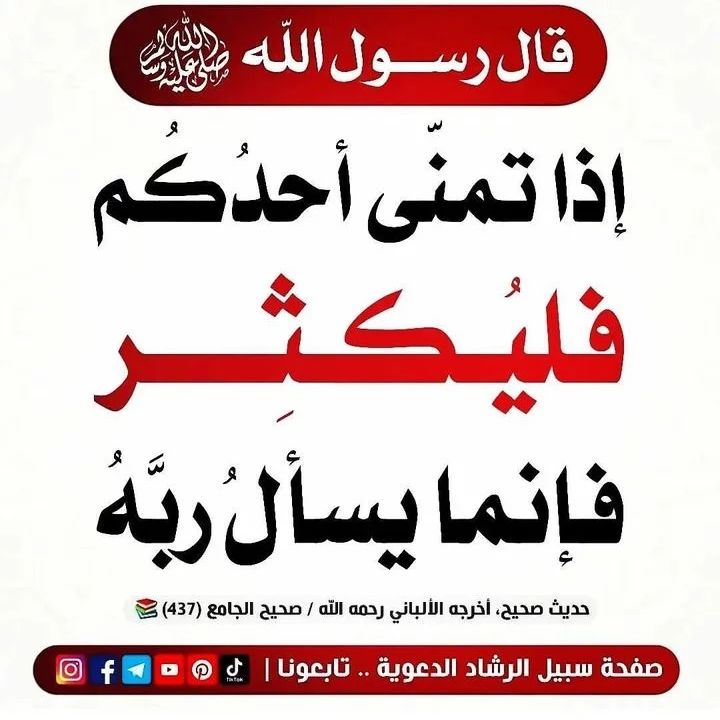 قال رسول الله صلى الله عليه وسلم
إذا تمنّى أحدُكُم
فليُكثِر
فإنما يسألُ ربَّهُ
حديث صحيح، أخرجه الألباني رحمه الله / صحيح الجامع (437)
صفحة سبيل الرشاد الدعوية .. تابعونا |
TikTok